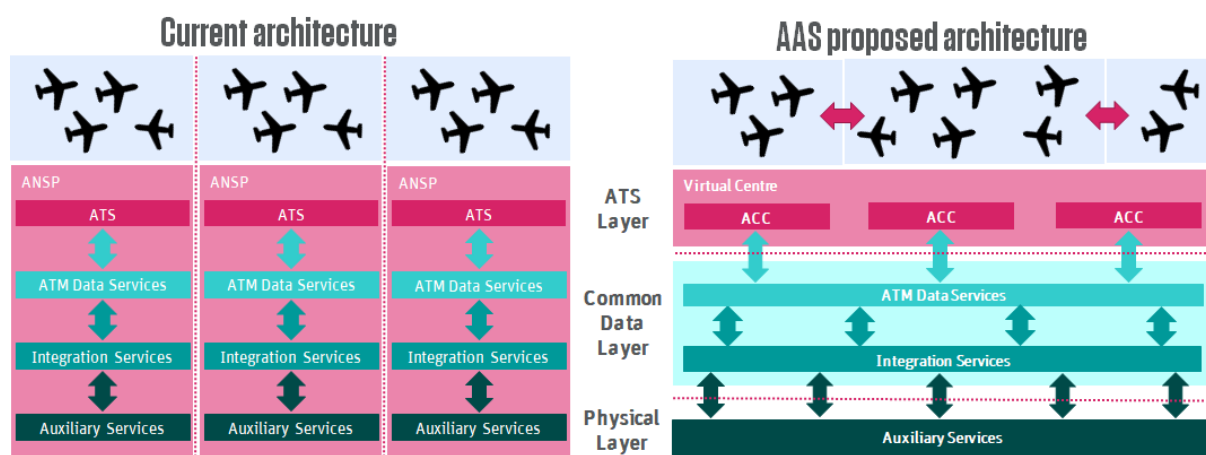 Current architecture
AAS proposed architecture
ANSP
ANSP
ANSP
ATS
ATS
ATS
ATM Data Services
ATM Data Services
ATM Data Services
Integration Services
Integration Services
Integration Services
Auxiliary Services
Auxiliary Services
Auxiliary Services
ATS
Layer
Common
Data
Layer
Physical
Layer
Virtual Centre
ACC
ACC
ACC
ATM Data Services
Integration Services
Auxiliary Services